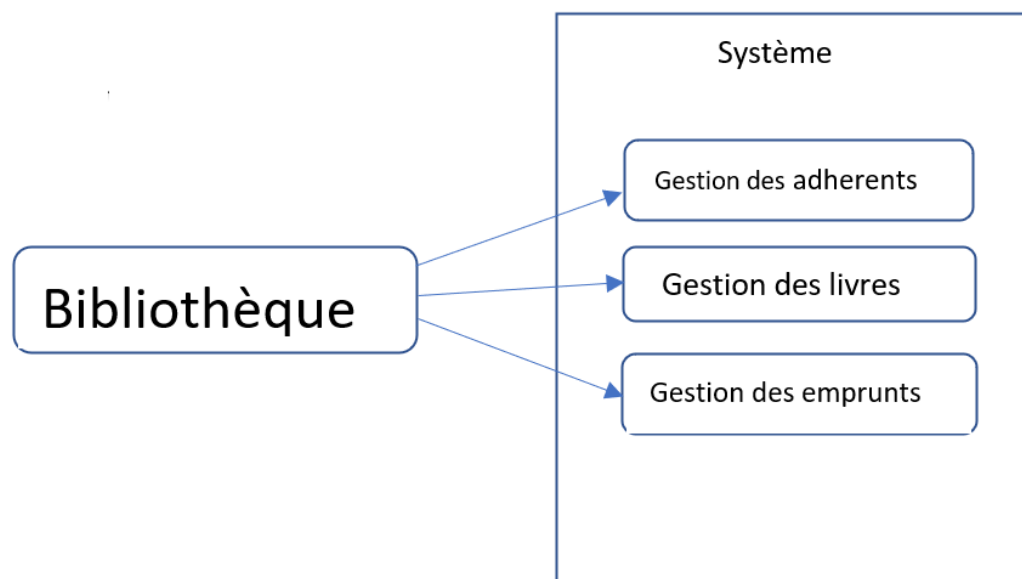 Système
Gestion des adherents
Bibliothèque
Gestion des livres
Gestion des emprunts